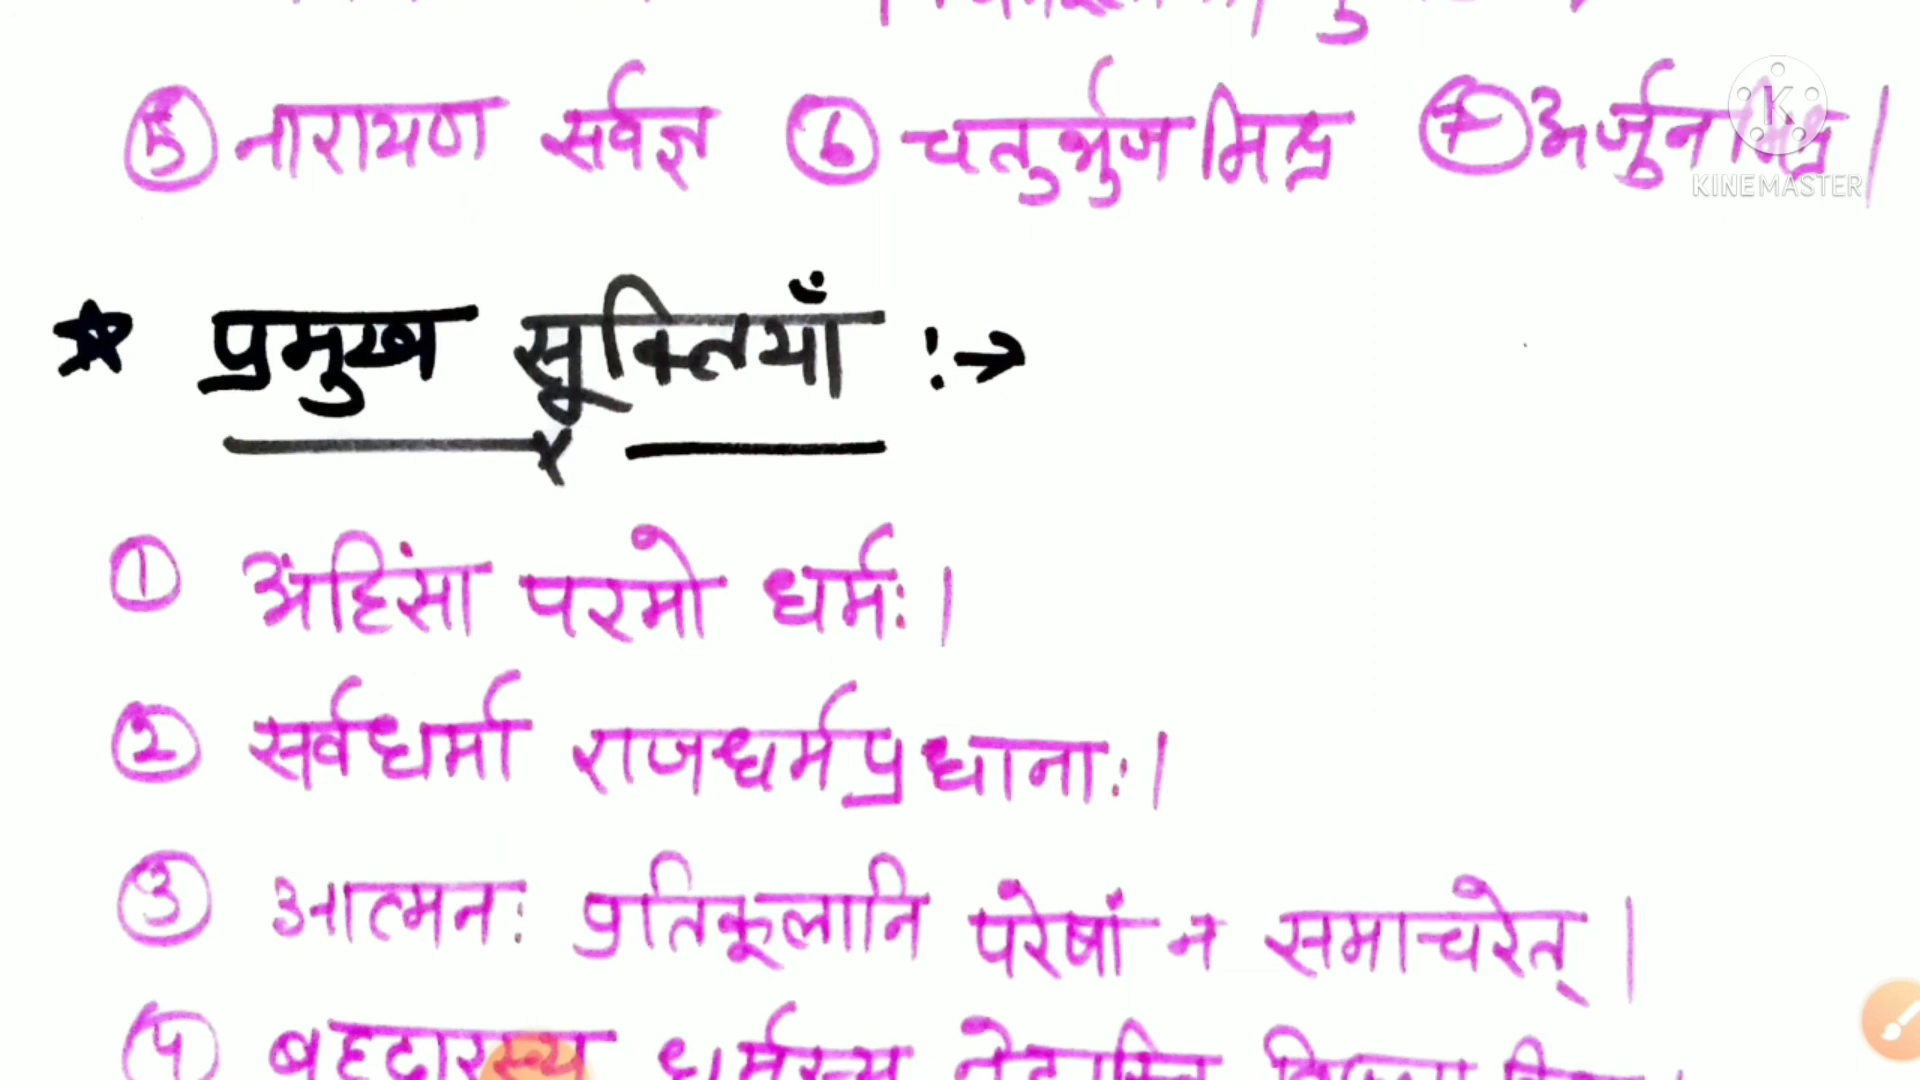 ⑤ नारायण सर्वज्ञ ⑥ चतुर्भुज मिश्र ⑦ अर्जुन मिश्र।
KINEMASTER
★ प्रमुख सूक्तियाँ :→
① अहिंसा परमो धर्मः।
② सर्वधर्मा राजधर्मप्रधानाः।
③ आत्मनः प्रतिकूलानि परेषां न समाचरेत्।
④